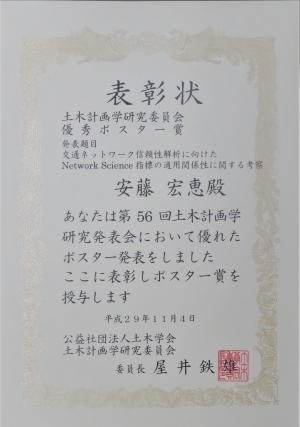 表彰状
土木計画学研究委員会
優秀ポスター賞
発表題目
交通ネットワーク信頼性解析に向けた
Network Science 指標の適用関係性に関する考察
安藤 宏恵殿
あなたは第 56 回土木計画学
研究発表会において優れた
ポスター発表をしました
ここに表彰しポスター賞を
授与します
平成２９年１１月４日
公益社団法人土木学会
土木計画学研究委員会
委員長 屋井鉄雄